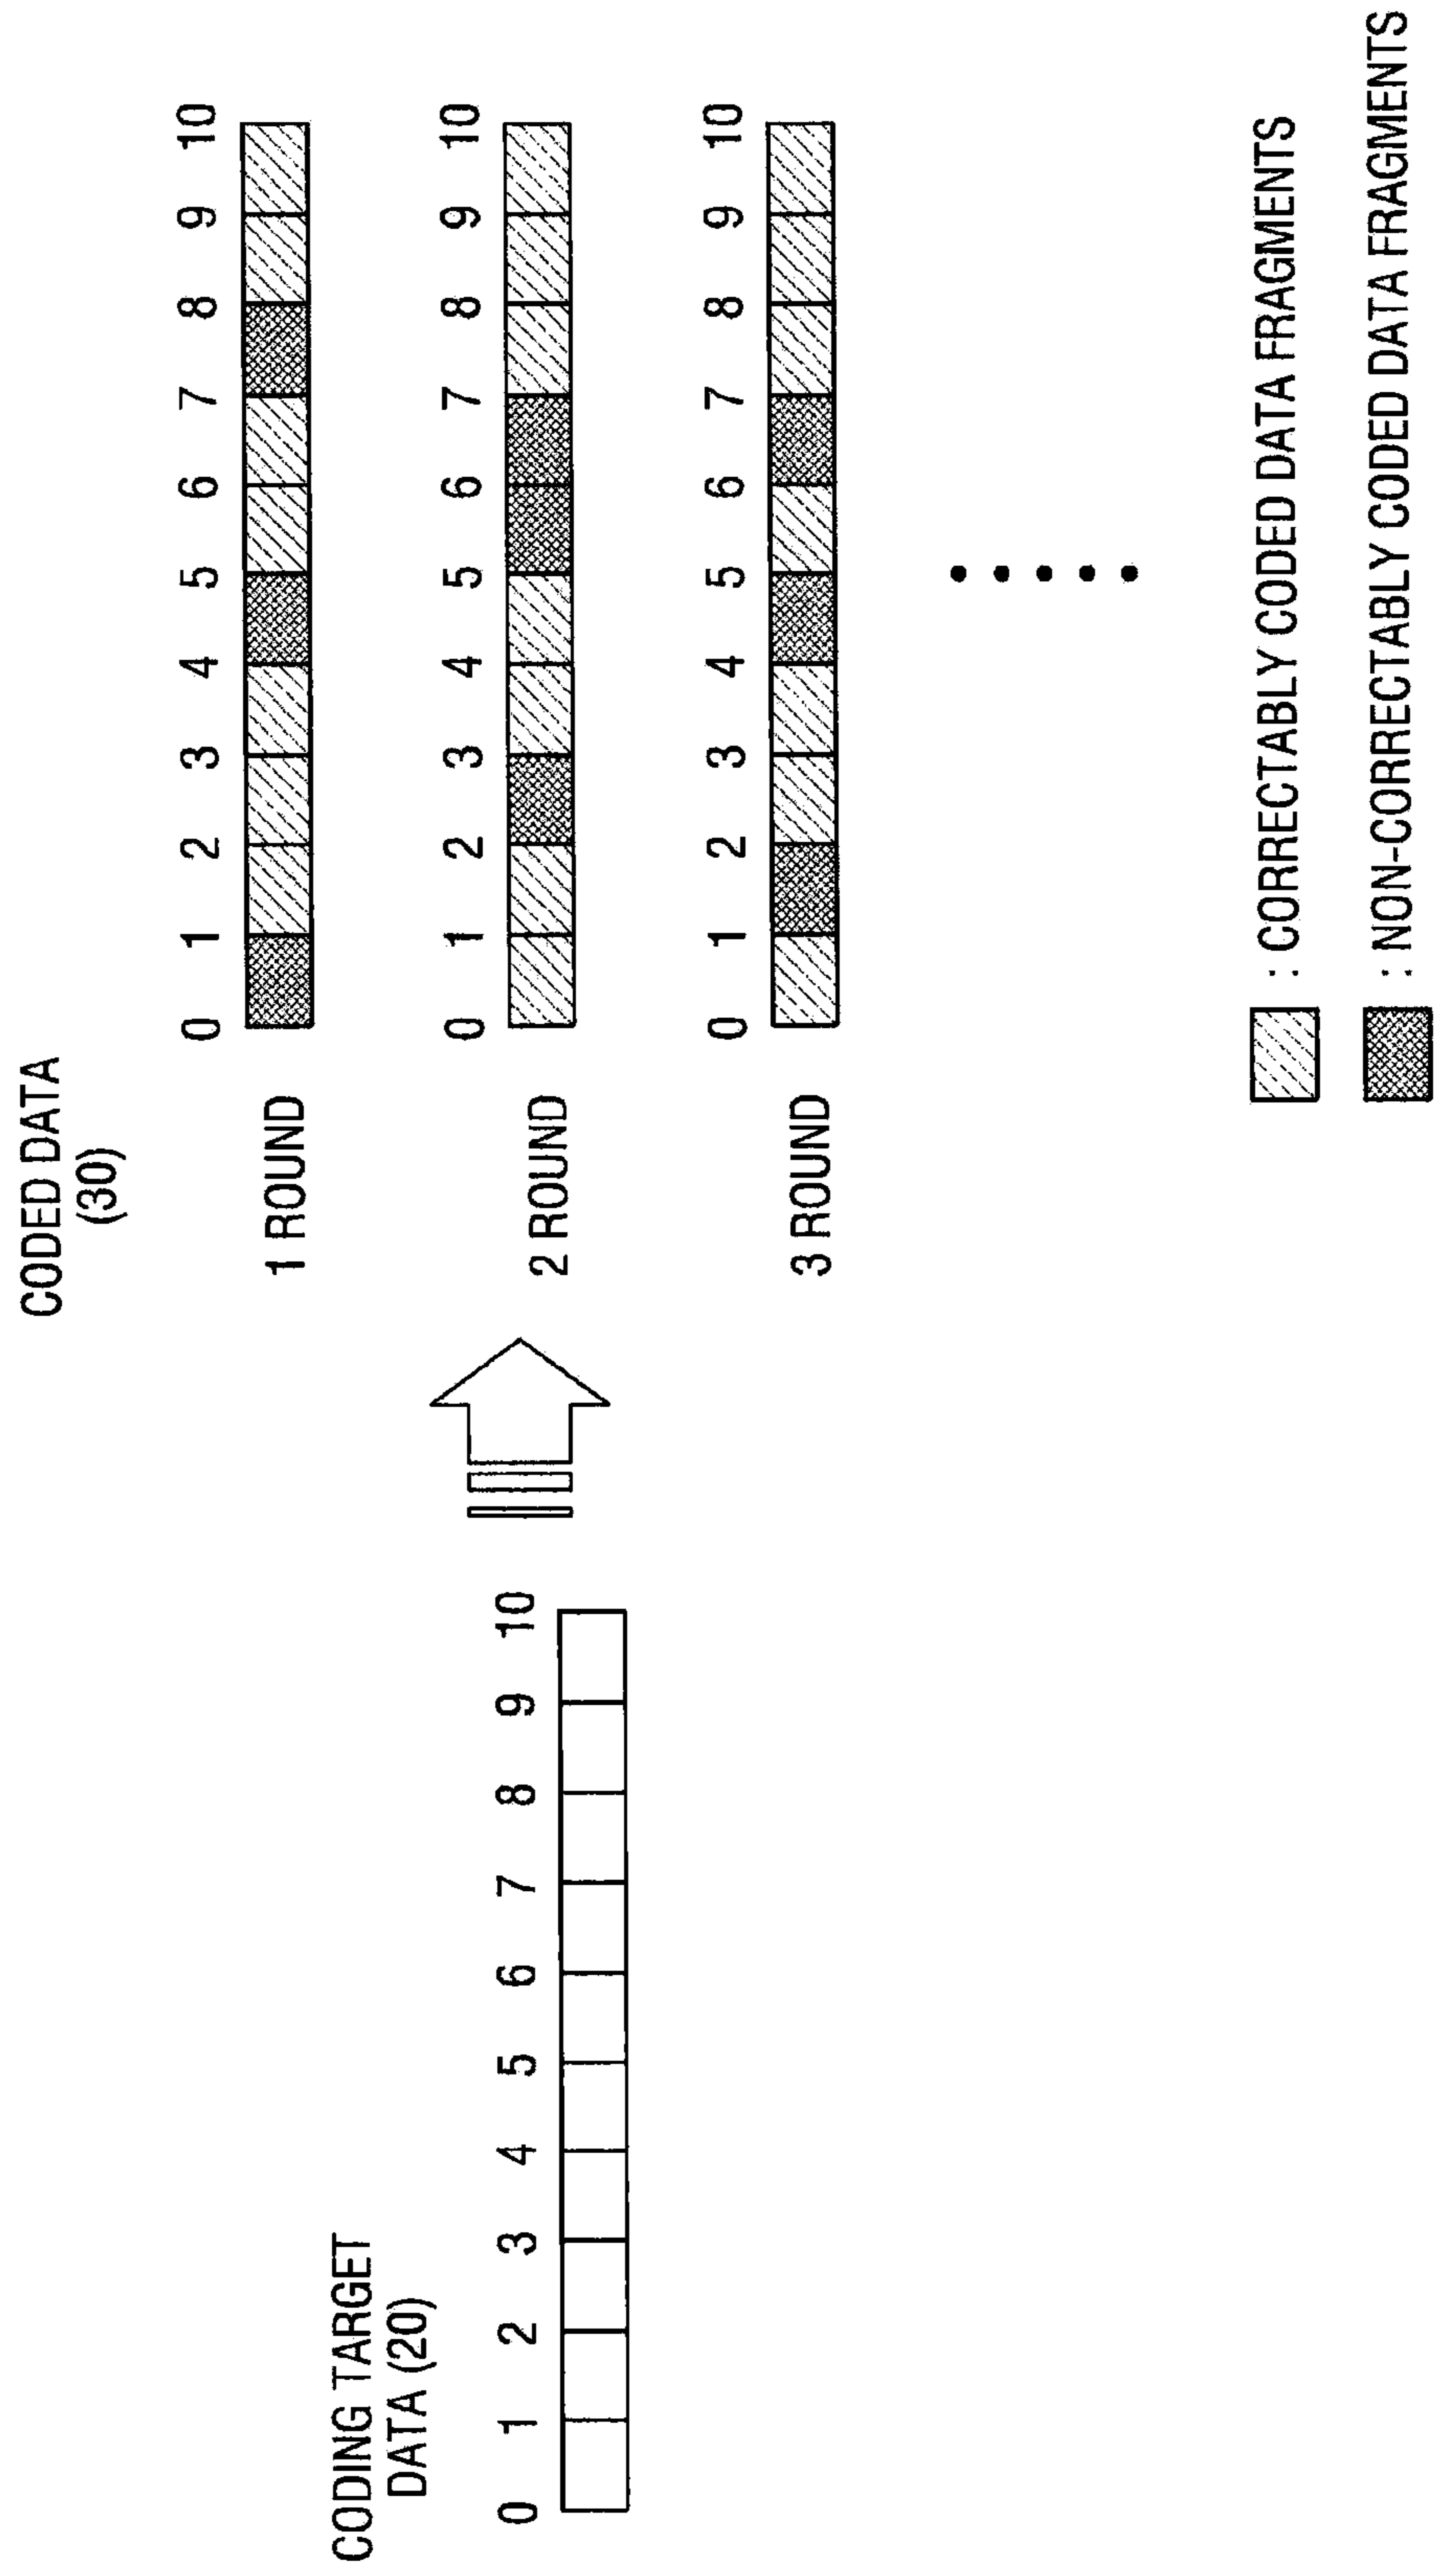 CODING TARGET
DATA (20)
0 1 2 3 4 5 6 7 8 9 10
CODED DATA
(30)
0 1 2 3 4 5 6 7 8 9 10
1 ROUND
0 1 2 3 4 5 6 7 8 9 10
2 ROUND
0 1 2 3 4 5 6 7 8 9 10
3 ROUND
: CORRECTABLY CODED DATA FRAGMENTS
: NON-CORRECTABLY CODED DATA FRAGMENTS